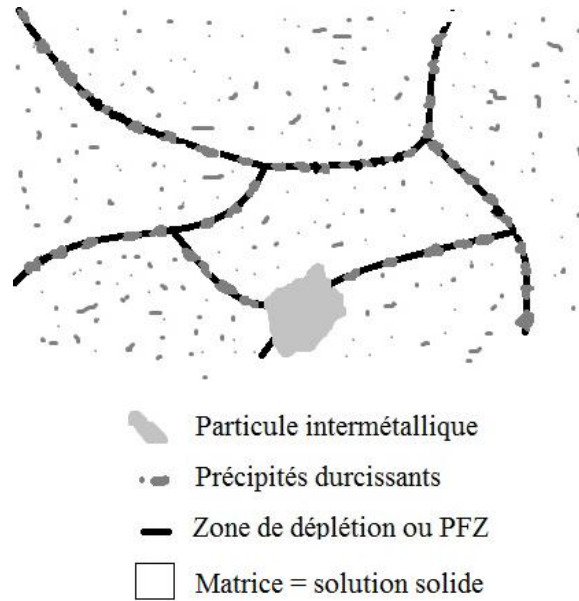 Particule intermétallique
Précipités durcissants
Zone de déplétion ou PFZ
Matrice = solution solide